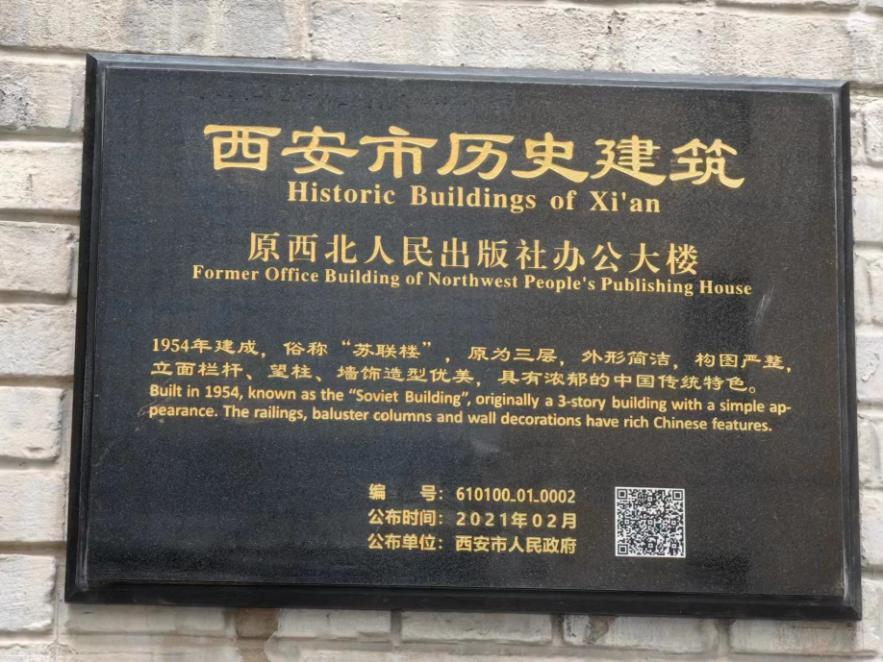 西安市历史建筑
Historic Buildings of Xi'an
原西北人民出版社办公大楼
Former Office Building of Northwest People's Publishing House
1954年建成，俗称“苏联楼”，原为三层，外形简洁，构图严整，
立面栏杆、望柱、墙饰造型优美，具有浓郁的中国传统特色。
Built in 1954, known as the “Soviet Building”, originally a 3-story building with a simple ap-
pearance. The railings, baluster columns and wall decorations have rich Chinese features.
编 号：610100_01_0002
公布时间：2021年02月
公布单位：西安市人民政府